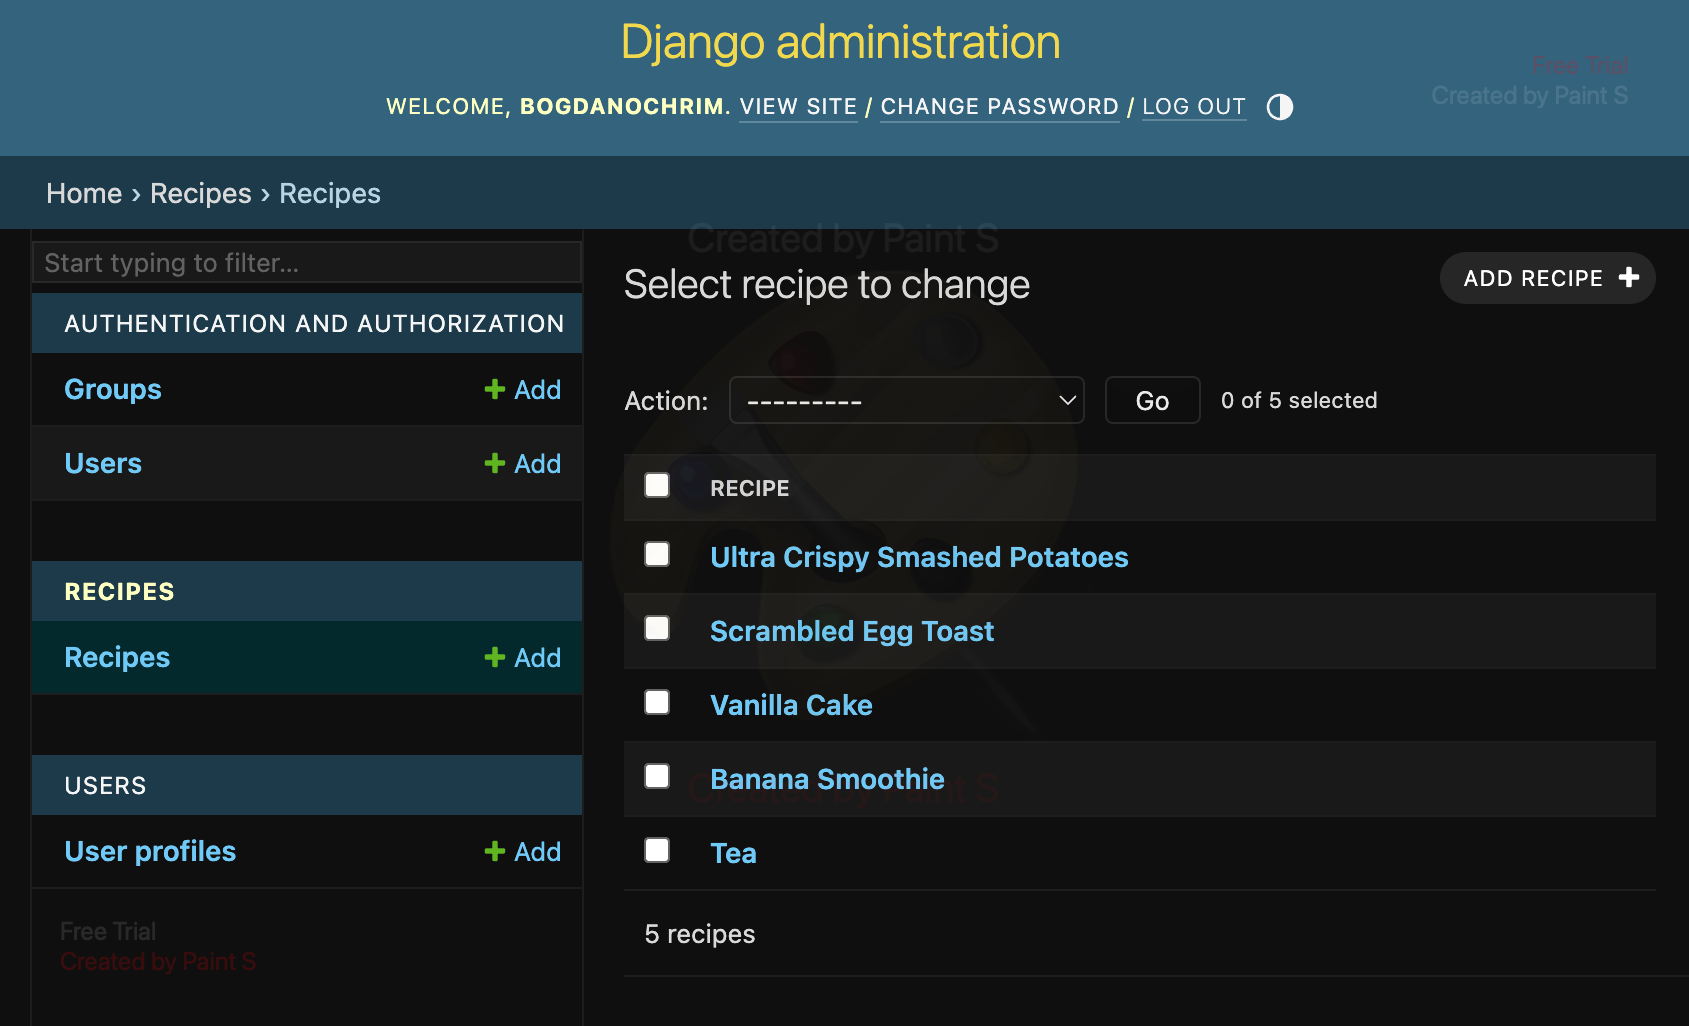 Django administration
Free Trial
Created by Paint S
WELCOME, BOGDANOCHRIM. VIEW SITE / CHANGE PASSWORD / LOG OUT
Home › Recipes › Recipes
Created by Paint S
Start typing to filter...
Select recipe to change
ADD RECIPE +
AUTHENTICATION AND AUTHORIZATION
Groups
+ Add
Action: --------- Go 0 of 5 selected
Users
+ Add
RECIPE
Ultra Crispy Smashed Potatoes
RECIPES
Scrambled Egg Toast
Recipes
+ Add
Vanilla Cake
USERS
Banana Smoothie
Created by Paint S
User profiles
+ Add
Tea
Free Trial
Created by Paint S
5 recipes